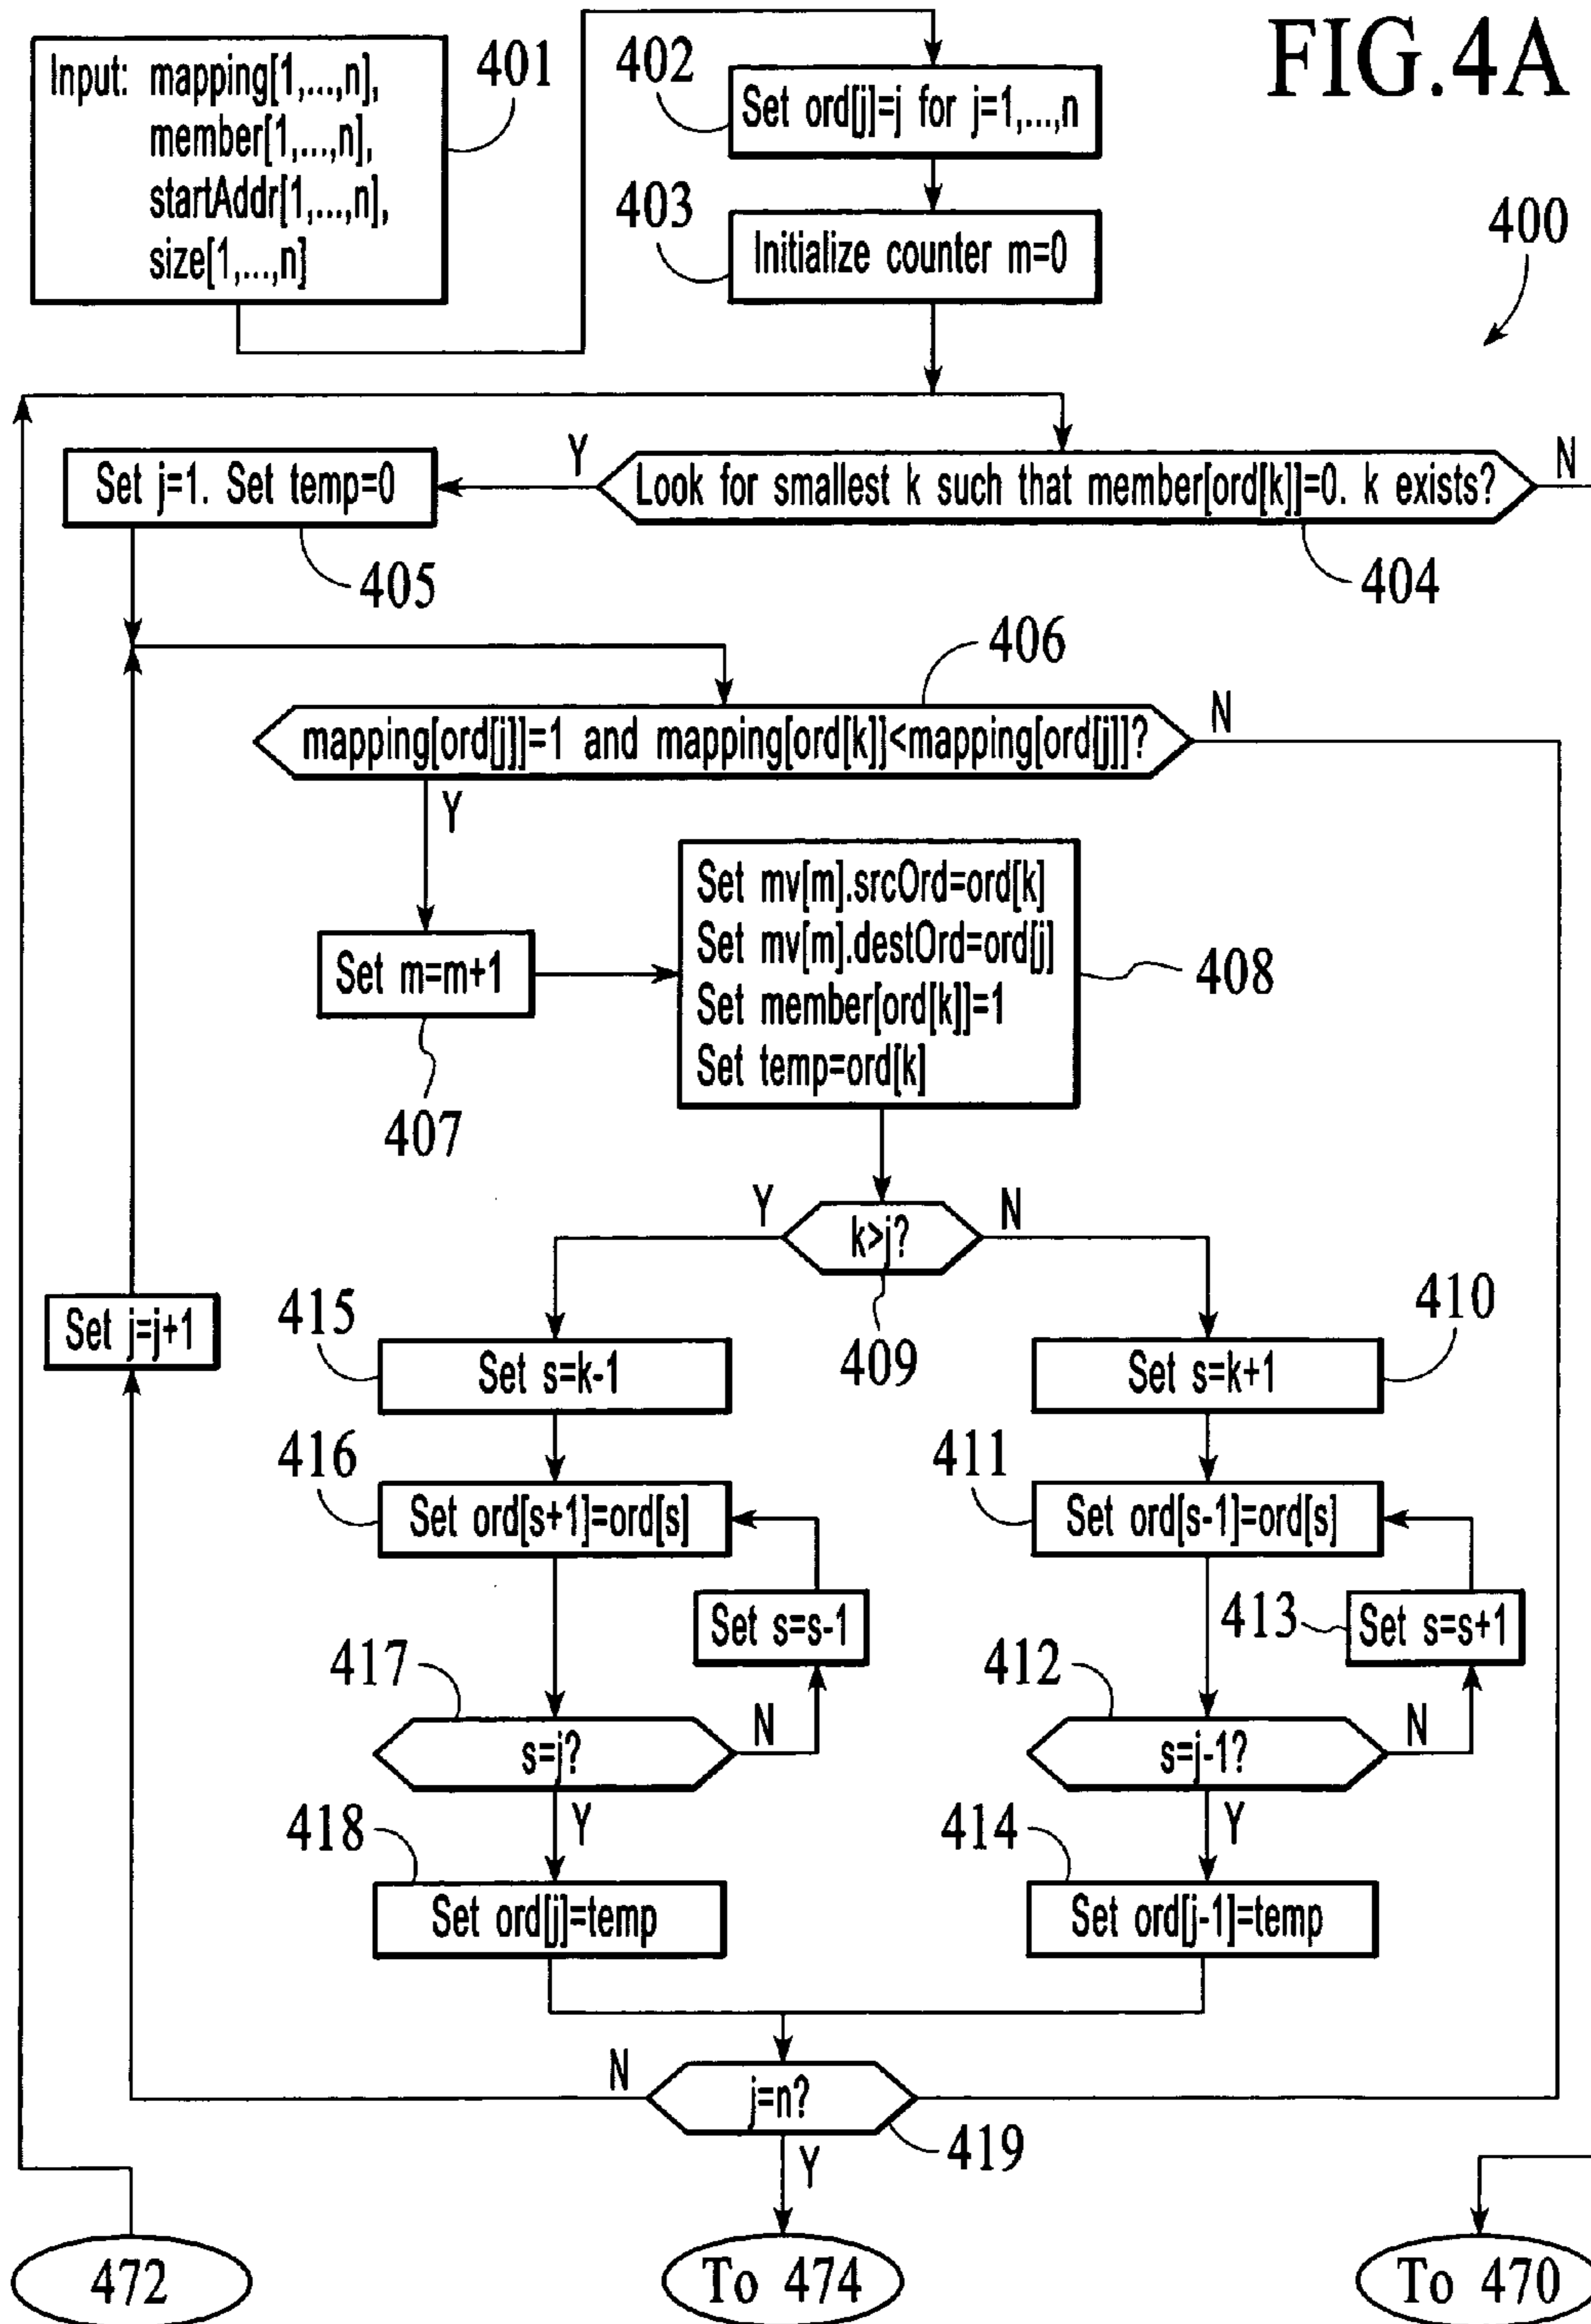 FIG.4A
Input: mapping[1,...,n],
member[1,...,n],
startAddr[1,...,n],
size[1,...,n]
401
402
Set ord[j]=j for j=1,...,n
403
Initialize counter m=0
400
Y
N
Set j=1. Set temp=0
Look for smallest k such that member[ord[k]]=0. k exists?
405
404
406
mapping[ord[j]]=1 and mapping[ord[k]]<mapping[ord[j]]?
N
Y
Set m=m+1
407
Set mv[m].srcOrd=ord[k]
Set mv[m].destOrd=ord[j]
Set member[ord[k]]=1
Set temp=ord[k]
408
Y
k>j?
N
409
Set j=j+1
415
Set s=k-1
Set s=k+1
410
416
Set ord[s+1]=ord[s]
411
Set ord[s-1]=ord[s]
Set s=s-1
413
Set s=s+1
417
s=j?
N
412
s=j-1?
N
Y
Y
418
Set ord[j]=temp
414
Set ord[j-1]=temp
N
j=n?
419
Y
472
To 474
To 470